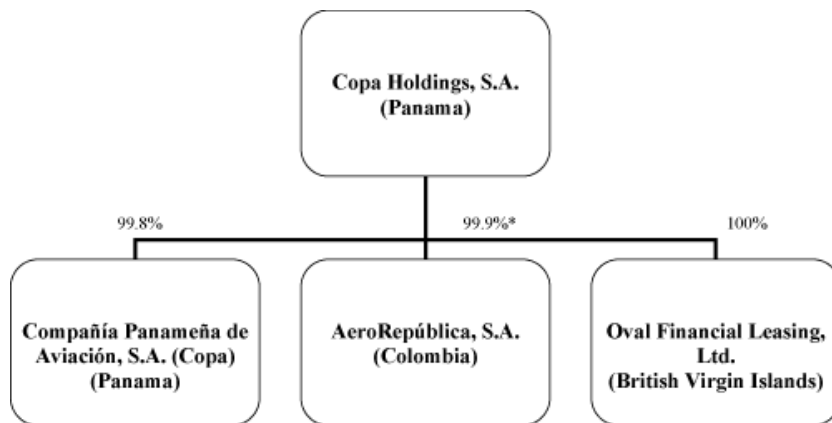 Copa Holdings, S.A.
(Panama)
99.8%
99.9%*
100%
Compañía Panameña de
Aviación, S.A. (Copa)
(Panama)
AeroRepública, S.A.
(Colombia)
Oval Financial Leasing,
Ltd.
(British Virgin Islands)